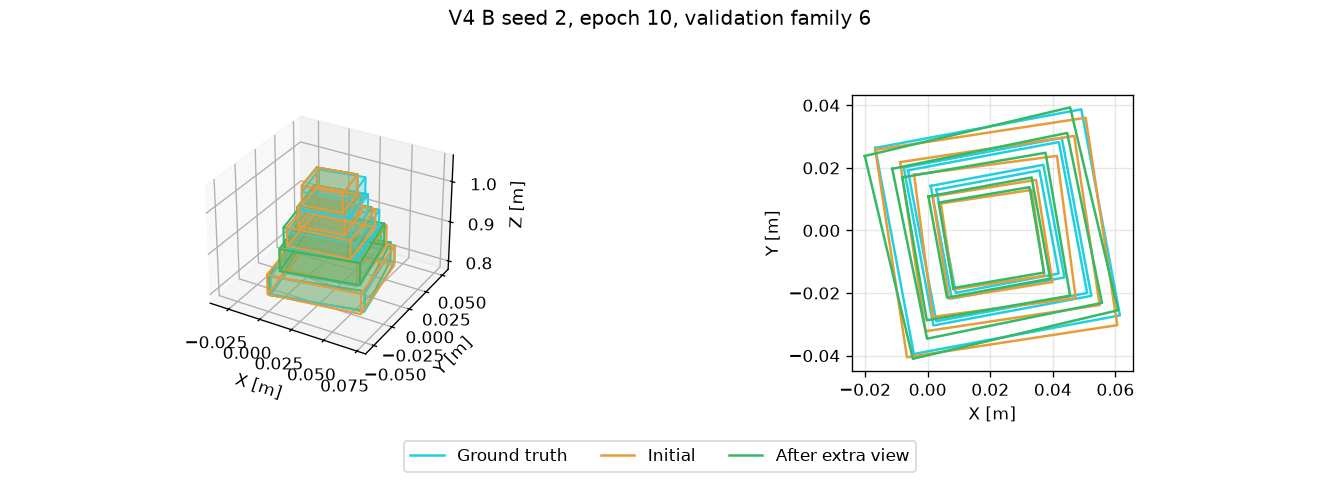 V4 B seed 2, epoch 10, validation family 6
1.0
0.9
0.8
Z [m]
−0.025
0.000
0.025
0.050
0.075
X [m]
0.050
0.025
0.000
−0.025
−0.050
Y [m]
0.04
0.02
0.00
−0.02
−0.04
Y [m]
−0.02 0.00 0.02 0.04 0.06
X [m]
Ground truth Initial After extra view